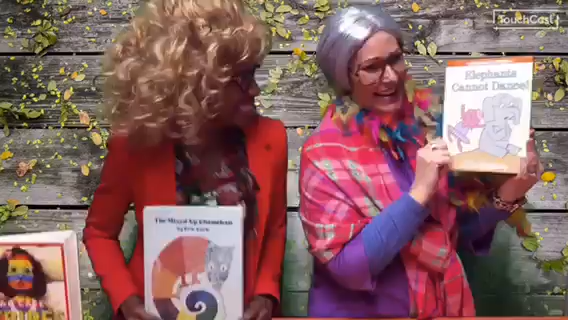 TouchCast
Elephants
Cannot Dance!
The Mixed-Up Chameleon
by Eric Carle